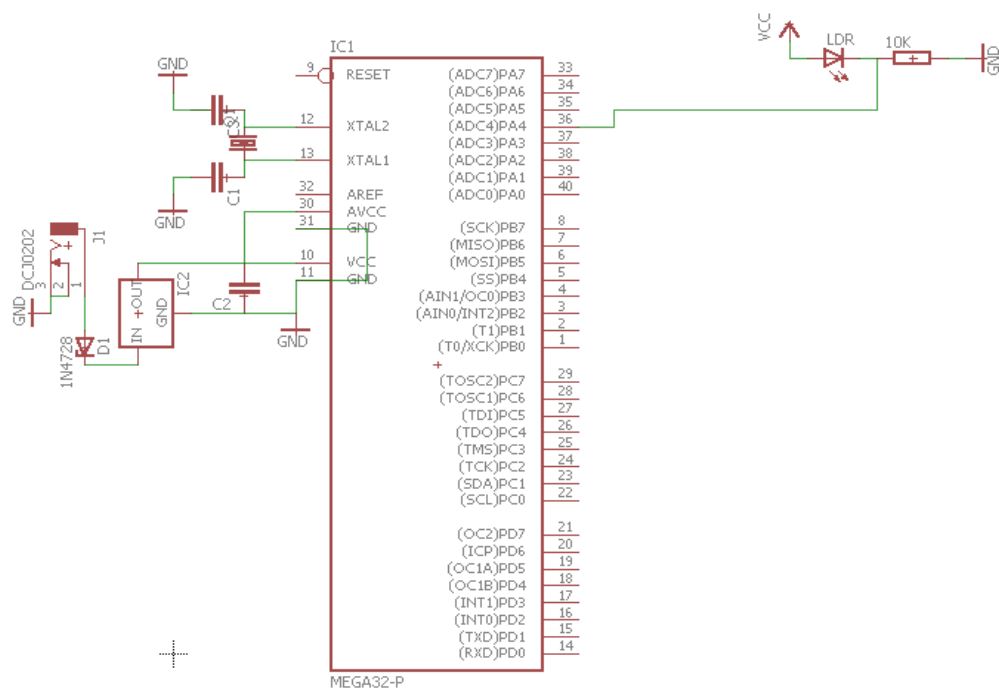 IC1
9 RESET
12 XTAL2
13 XTAL1
32 AREF
30 AVCC
31 GND
10 VCC
11 GND
(ADC7)PA7 33
(ADC6)PA6 34
(ADC5)PA5 35
(ADC4)PA4 36
(ADC3)PA3 37
(ADC2)PA2 38
(ADC1)PA1 39
(ADC0)PA0 40
(SCK)PB7 8
(MISO)PB6 7
(MOSI)PB5 6
(SS)PB4 5
(AIN1/OC0)PB3 4
(AIN0/INT2)PB2 3
(T1)PB1 2
(T0/XCK)PB0 1
(TOSC2)PC7 29
(TOSC1)PC6 28
(TDI)PC5 27
(TDO)PC4 26
(TMS)PC3 25
(TCK)PC2 24
(SDA)PC1 23
(SCL)PC0 22
(OC2)PD7 21
(ICP)PD6 20
(OC1A)PD5 19
(OC1B)PD4 18
(INT1)PD3 17
(INT0)PD2 16
(TXD)PD1 15
(RXD)PD0 14
MEGA32-P
GND
C1
GND
DCJ0202
J1
3 2 1
GND
1N4728
D1
OUT
IN
GND
IC2
C2
GND
VCC
LDR
10K
GND